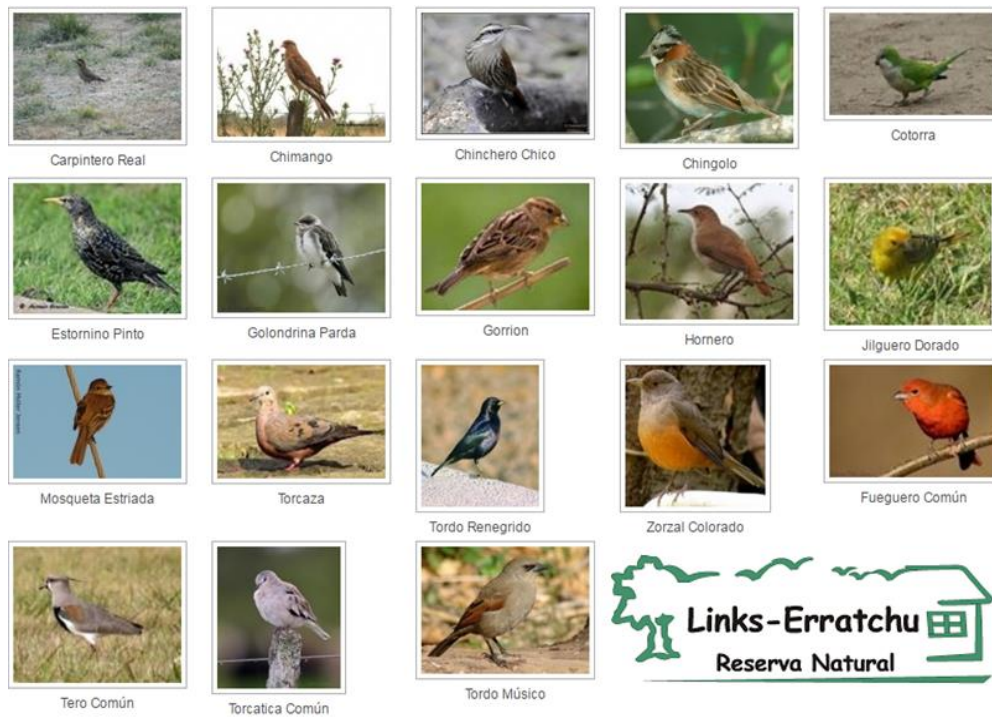 Carpintero Real
Chimango
Chinchero Chico
Chingolo
Cotorra
Estornino Pinto
Golondrina Parda
Gorrion
Hornero
Jilguero Dorado
Mosqueta Estriada
Torcaza
Tordo Renegrido
Zorzal Colorado
Fueguero Común
Tero Común
Torcatica Común
Tordo Músico
Links-Erratchu
Reserva Natural